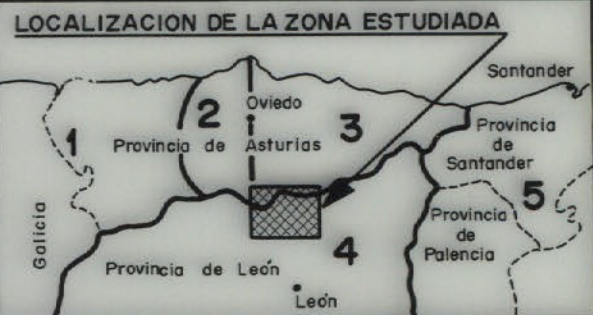 LOCALIZACION DE LA ZONA ESTUDIADA
Santander
2
Oviedo
3
1
Provincia de Asturias
Provincia
de
Santander
5
Galicia
Provincia
de
Palencia
4
Provincia de León
León